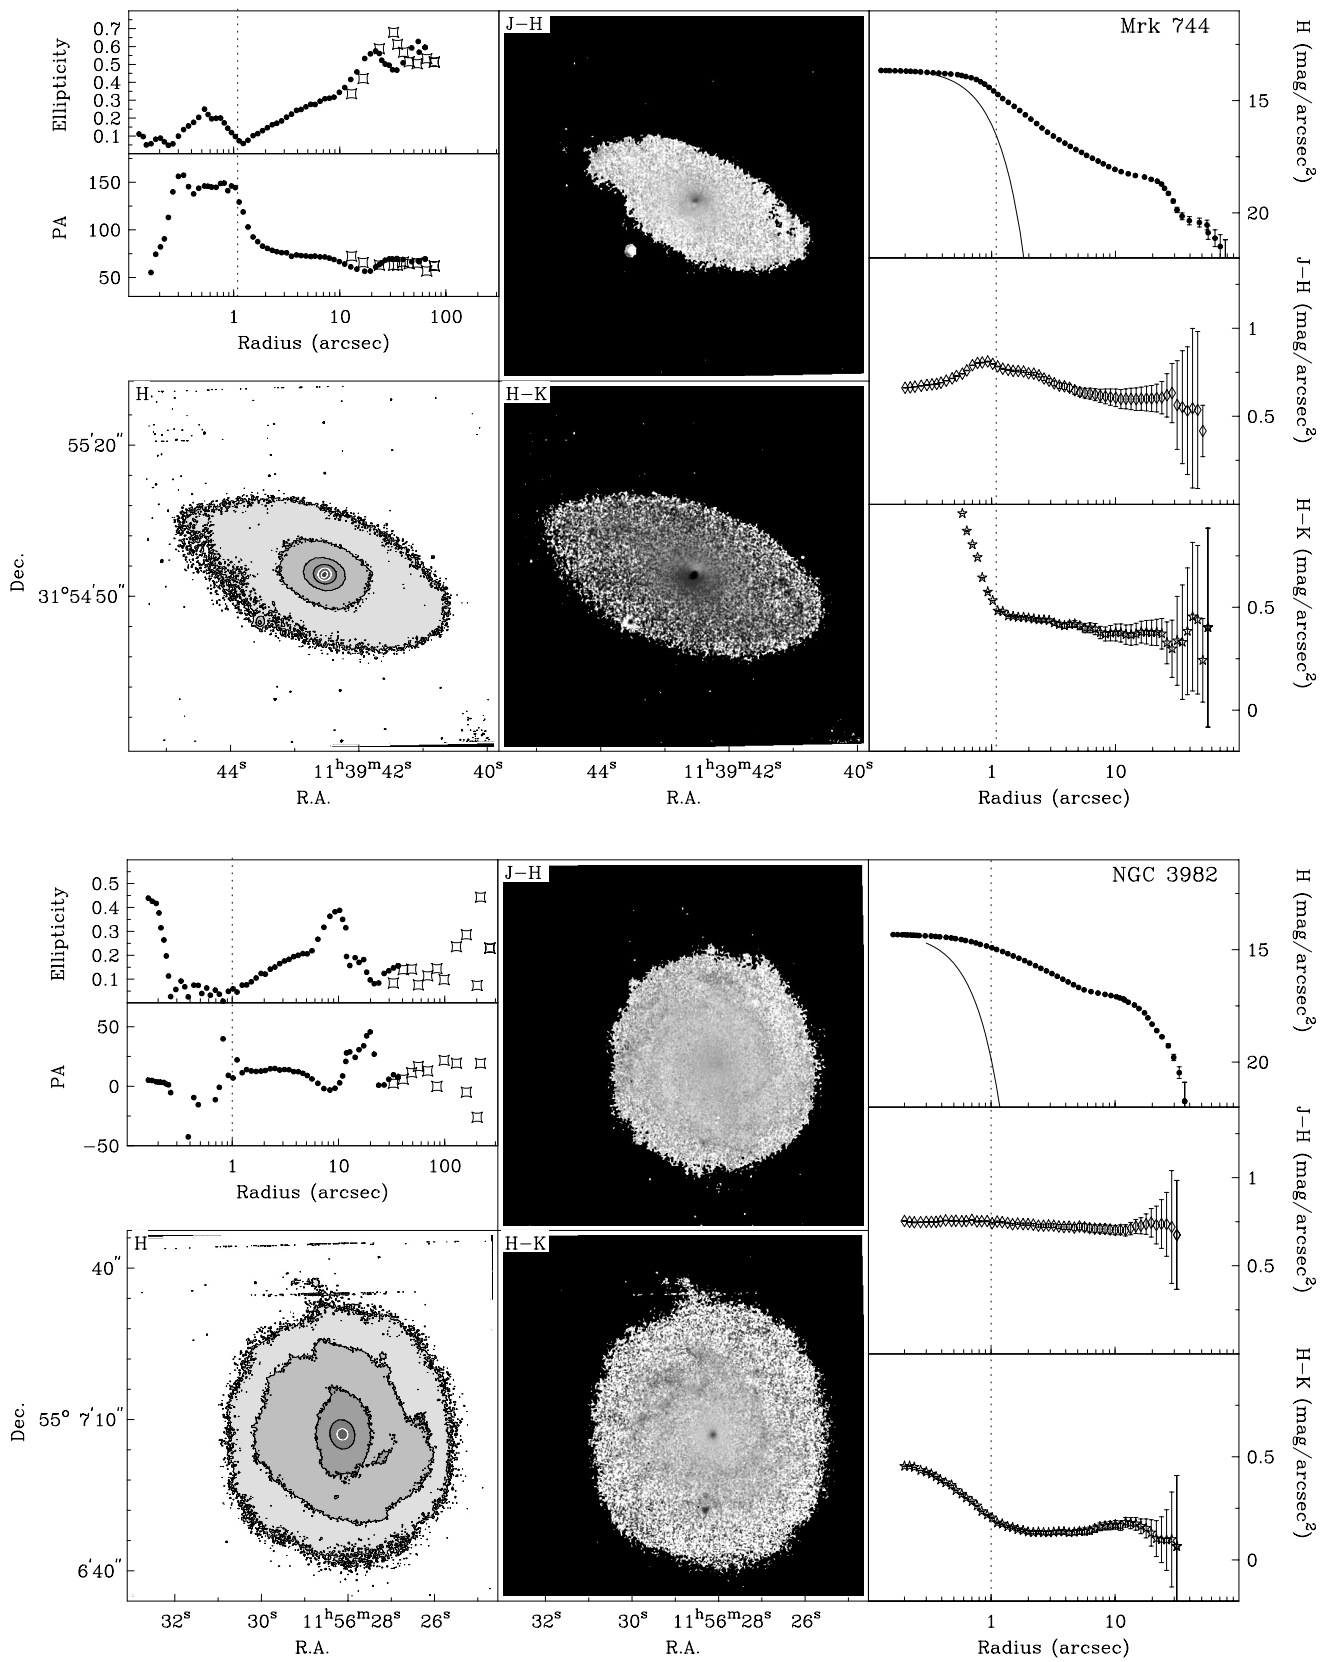 Mrk 744
Ellipticity
0.7
0.6
0.5
0.4
0.3
0.2
0.1
PA
150
100
50
1 10 100
Radius (arcsec)
J−H
H (mag/arcsec²)
15
20
J−H (mag/arcsec²)
1
0.5
H−K (mag/arcsec²)
0.5
0
1 10
Radius (arcsec)
H
Dec.
55′20″
31°54′50″
44ˢ 11ʰ39ᵐ42ˢ 40ˢ
R.A.
H−K
44ˢ 11ʰ39ᵐ42ˢ 40ˢ
R.A.
NGC 3982
Ellipticity
0.5
0.4
0.3
0.2
0.1
PA
50
0
−50
1 10 100
Radius (arcsec)
J−H
H (mag/arcsec²)
15
20
J−H (mag/arcsec²)
1
0.5
H−K (mag/arcsec²)
0.5
0
1 10
Radius (arcsec)
H
Dec.
40″
55° 7′10″
6′40″
32ˢ 30ˢ 11ʰ56ᵐ28ˢ 26ˢ
R.A.
H−K
32ˢ 30ˢ 11ʰ56ᵐ28ˢ 26ˢ
R.A.